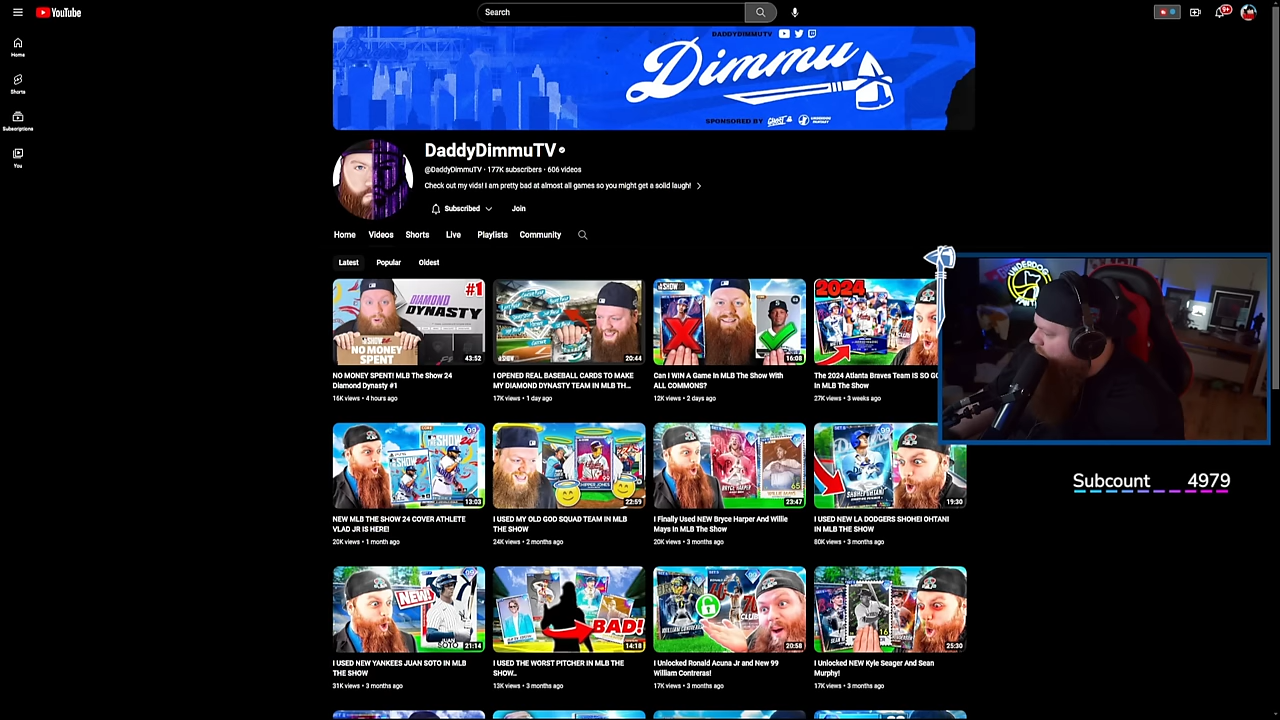 YouTube
Search
9+
Home
Shorts
Subscriptions
You
DADDYDIMMUTV
Dimmu
SPONSORED BY
DaddyDimmuTV
@DaddyDimmuTV · 177K subscribers · 606 videos
Check out my vids! I am pretty bad at almost all games so you might get a solid laugh!
Subscribed
Join
Home Videos Shorts Live Playlists Community
Latest Popular Oldest
#1
DIAMOND
DYNASTY
NO MONEY
SPENT
43:52
20:44
16:08
2024
NO MONEY SPENT! MLB The Show 24
Diamond Dynasty #1
16K views • 4 hours ago
I OPENED REAL BASEBALL CARDS TO MAKE
MY DIAMOND DYNASTY TEAM IN MLB TH...
17K views • 1 day ago
Can I WIN A Game In MLB The Show With
ALL COMMONS?
12K views • 2 days ago
The 2024 Atlanta Braves Team IS SO GO
In MLB The Show
27K views • 3 weeks ago
UNDERDOG
Subcount 4979
13:03
22:59
23:47
19:30
NEW MLB THE SHOW 24 COVER ATHLETE
VLAD JR IS HERE!
20K views • 1 month ago
I USED MY OLD GOD SQUAD TEAM IN MLB
THE SHOW
24K views • 2 months ago
I Finally Used NEW Bryce Harper And Willie
Mays In MLB The Show
20K views • 3 months ago
I USED NEW LA DODGERS SHOHEI OHTANI
IN MLB THE SHOW
80K views • 3 months ago
NEW!
JUAN
SOTO
21:14
BAD!
14:18
20:58
25:30
I USED NEW YANKEES JUAN SOTO IN MLB
THE SHOW
31K views • 3 months ago
I USED THE WORST PITCHER IN MLB THE
SHOW..
13K views • 3 months ago
I Unlocked Ronald Acuna Jr and New 99
William Contreras!
17K views • 3 months ago
I Unlocked NEW Kyle Seager And Sean
Murphy!
17K views • 3 months ago